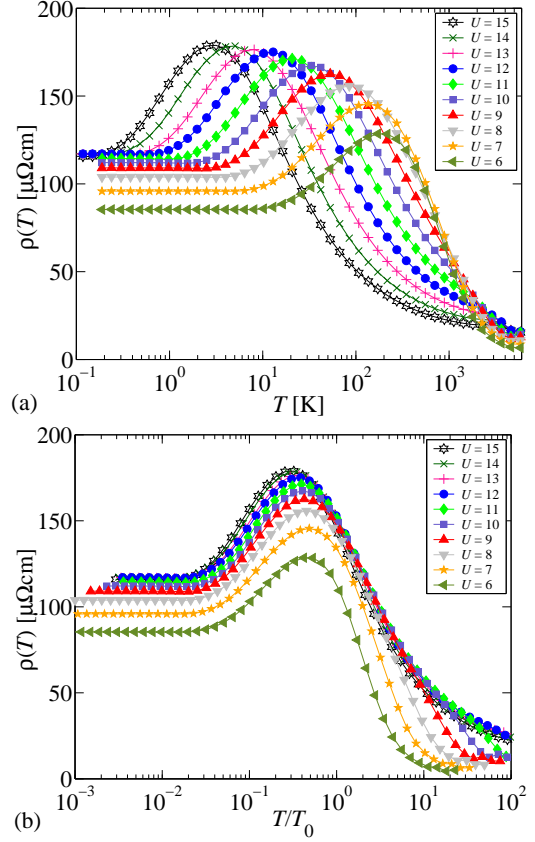 200
150
100
50
0
ρ(T) [μΩcm]
U = 15
U = 14
U = 13
U = 12
U = 11
U = 10
U = 9
U = 8
U = 7
U = 6
10⁻¹ 10⁰ 10¹ 10² 10³
T [K]
(a)
200
150
100
50
0
ρ(T) [μΩcm]
U = 15
U = 14
U = 13
U = 12
U = 11
U = 10
U = 9
U = 8
U = 7
U = 6
10⁻³ 10⁻² 10⁻¹ 10⁰ 10¹ 10²
T/T₀
(b)